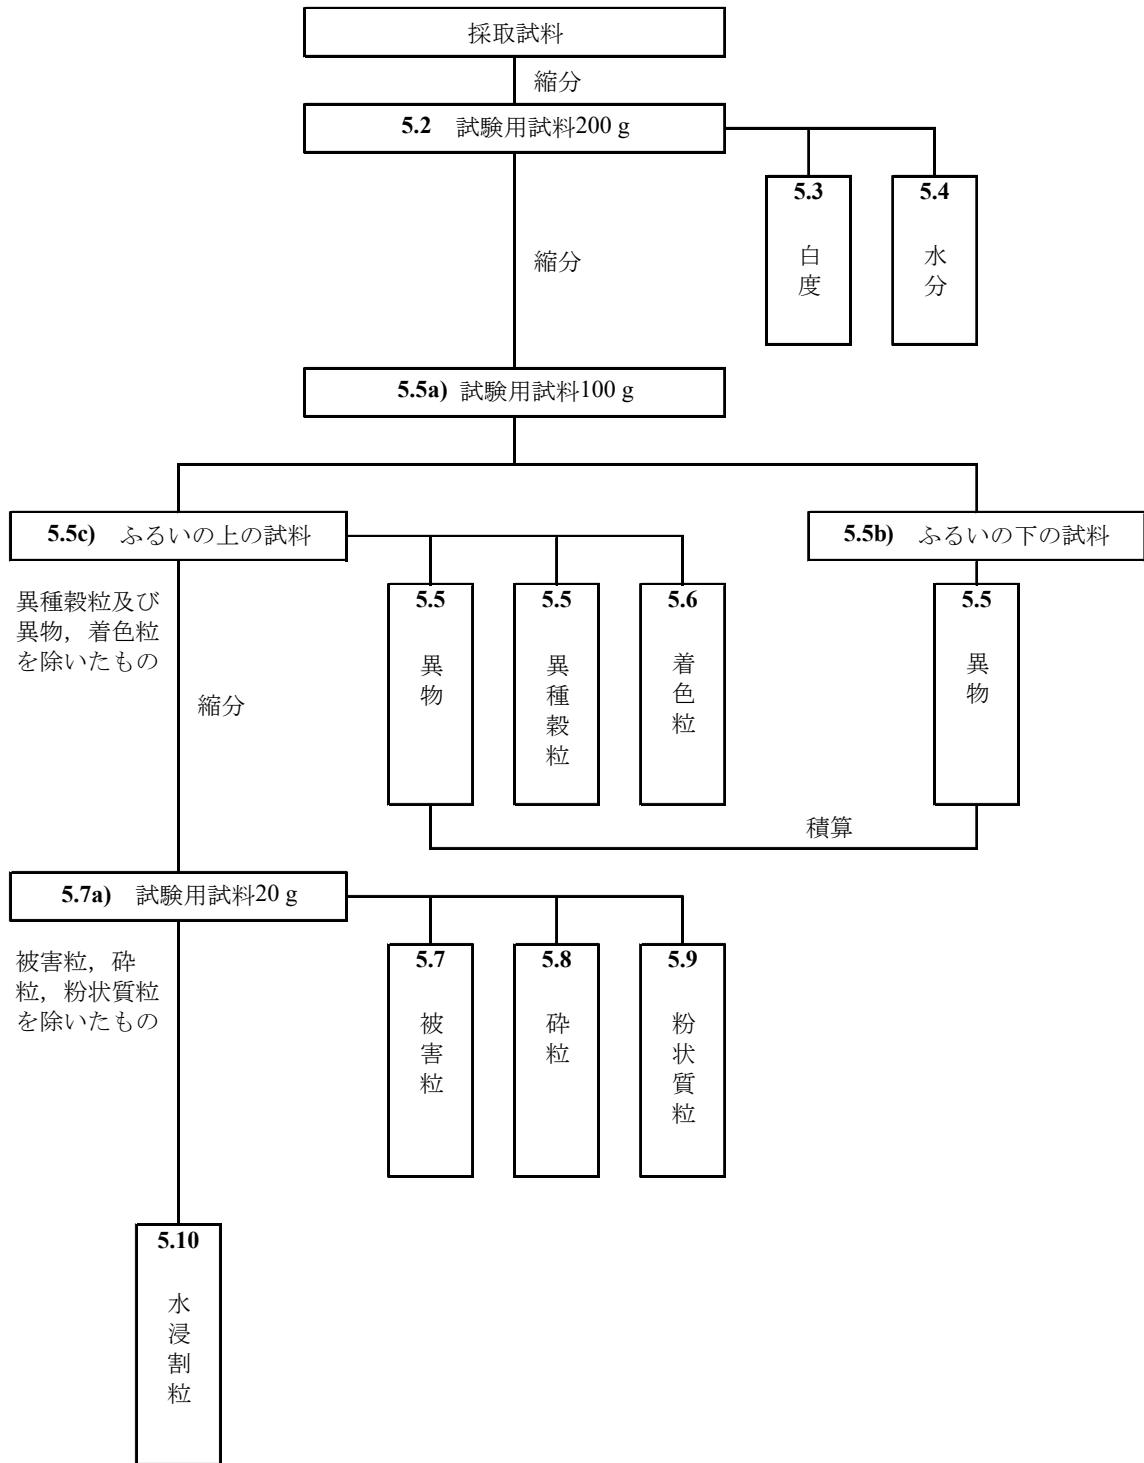 採取試料
縮分
5.2 試験用試料200 g
5.3
白度
5.4
水分
縮分
5.5a) 試験用試料100 g
5.5c) ふるいの上の試料
5.5b) ふるいの下の試料
異種穀粒及び
異物，着色粒
を除いたもの
縮分
5.5
異物
5.5
異種穀粒
5.6
着色粒
5.5
異物
積算
5.7a) 試験用試料20 g
被害粒，砕
粒，粉状質粒
を除いたもの
5.7
被害粒
5.8
砕粒
5.9
粉状質粒
5.10
水浸割粒